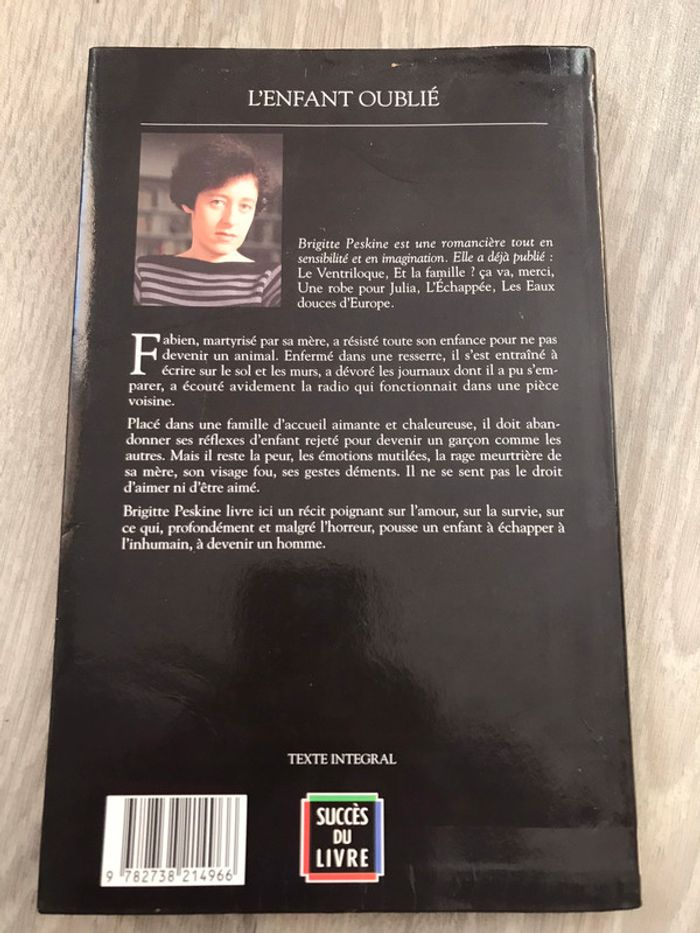 L'ENFANT OUBLIÉ
Brigitte Peskine est une romancière tout en
sensibilité et en imagination. Elle a déjà publié :
Le Ventriloque, Et la famille ? ça va, merci,
Une robe pour Julia, L'Échappée, Les Eaux
douces d'Europe.
Fabien, martyrisé par sa mère, a résisté toute son enfance pour ne pas
devenir un animal. Enfermé dans une resserre, il s'est entraîné à
écrire sur le sol et les murs, a dévoré les journaux dont il a pu s'em-
parer, a écouté avidement la radio qui fonctionnait dans une pièce
voisine.
Placé dans une famille d'accueil aimante et chaleureuse, il doit aban-
donner ses réflexes d'enfant rejeté pour devenir un garçon comme les
autres. Mais il reste la peur, les émotions mutilées, la rage meurtrière de
sa mère, son visage fou, ses gestes déments. Il ne se sent pas le droit
d'aimer ni d'être aimé.
Brigitte Peskine livre ici un récit poignant sur l'amour, sur la survie, sur
ce qui, profondément et malgré l'horreur, pousse un enfant à échapper à
l'inhumain, à devenir un homme.
TEXTE INTEGRAL
SUCCÈS
DU
LIVRE
9 782738 214966